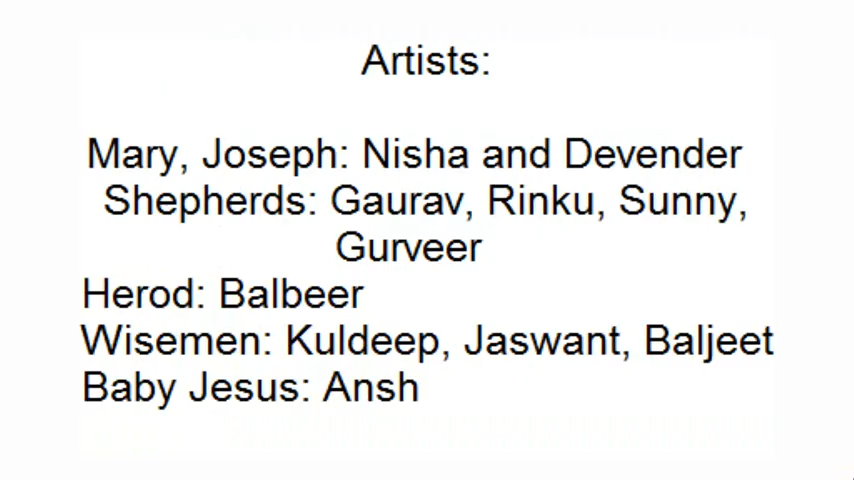 Artists:
Mary, Joseph: Nisha and Devender
Shepherds: Gaurav, Rinku, Sunny,
Gurveer
Herod: Balbeer
Wisemen: Kuldeep, Jaswant, Baljeet
Baby Jesus: Ansh